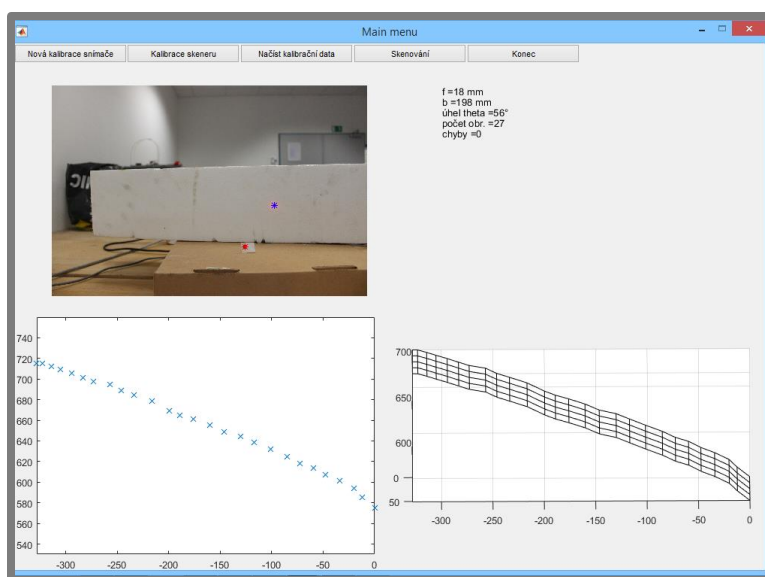 Main menu
Nová kalibrace snímače
Kalibrace skeneru
Načíst kalibrační data
Skenování
Konec
f =18 mm
b =198 mm
úhel theta =56°
počet obr. =27
chyby =0
740
720
700
680
660
640
620
600
580
560
540
-300
-250
-200
-150
-100
-50
0
700
650
600
0
50
-300
-250
-200
-150
-100
-50
0